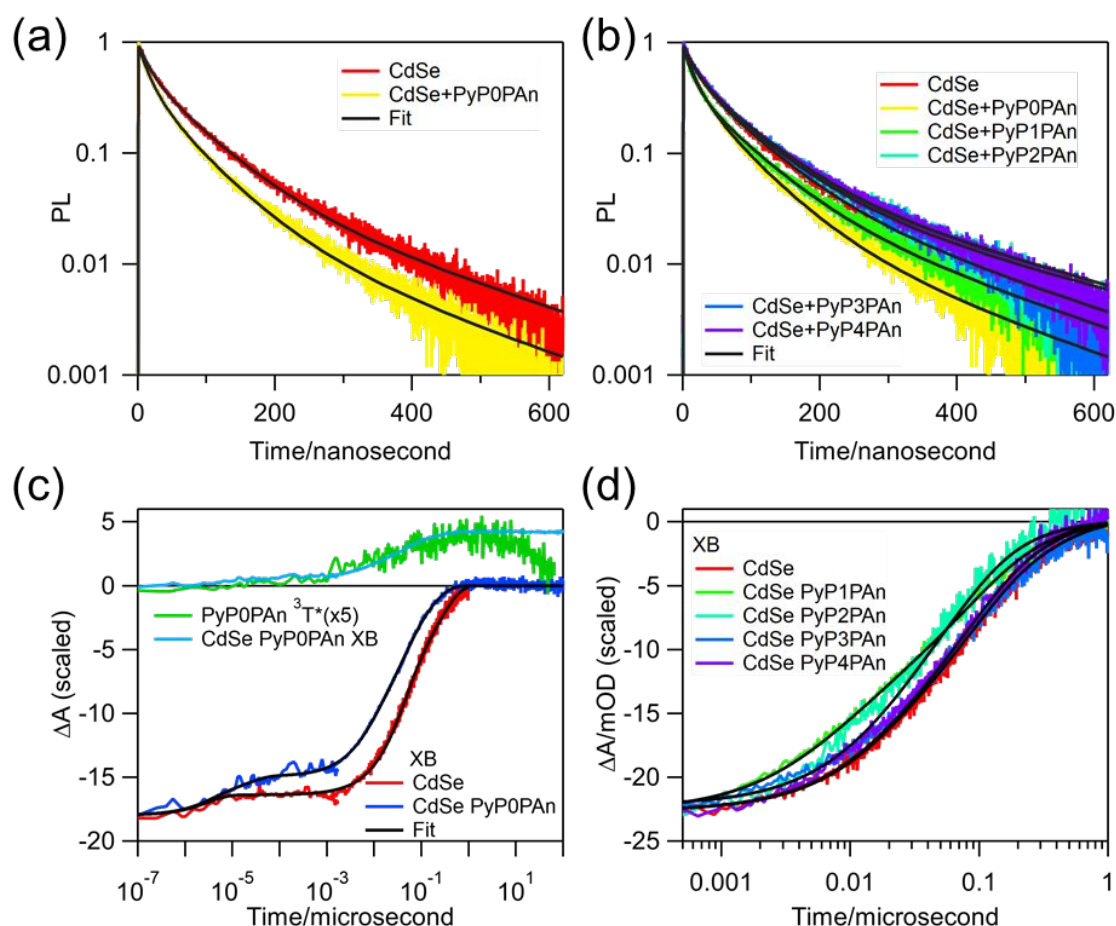 (a)
1
0.1
0.01
0.001
PL
0
200
400
600
Time/nanosecond
CdSe
CdSe+PyP0PAn
Fit
(b)
1
0.1
0.01
0.001
PL
0
200
400
600
Time/nanosecond
CdSe
CdSe+PyP0PAn
CdSe+PyP1PAn
CdSe+PyP2PAn
CdSe+PyP3PAn
CdSe+PyP4PAn
Fit
(c)
5
0
-5
-10
-15
-20
ΔA (scaled)
PyP0PAn ³T*(x5)
CdSe PyP0PAn XB
XB
CdSe
CdSe PyP0PAn
Fit
10⁻⁷
10⁻⁵
10⁻³
10⁻¹
10¹
Time/microsecond
(d)
0
-5
-10
-15
-20
-25
ΔA/mOD (scaled)
XB
CdSe
CdSe PyP1PAn
CdSe PyP2PAn
CdSe PyP3PAn
CdSe PyP4PAn
0.001
0.01
0.1
1
Time/microsecond